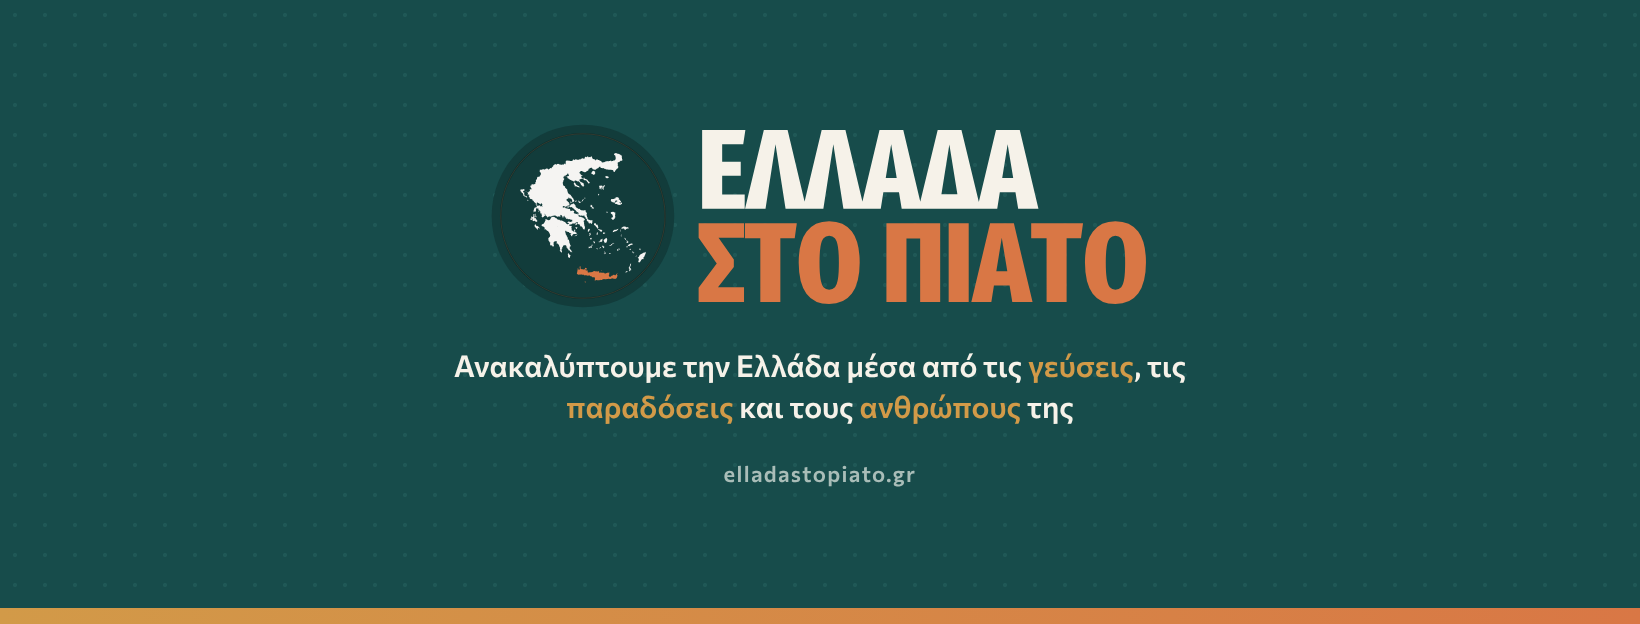 ΕΛΛΑΔΑ
ΣΤΟ ΠΙΑΤΟ
Ανακαλύπτουμε την Ελλάδα μέσα από τις γεύσεις, τις
παραδόσεις και τους ανθρώπους της
elladastopiato.gr